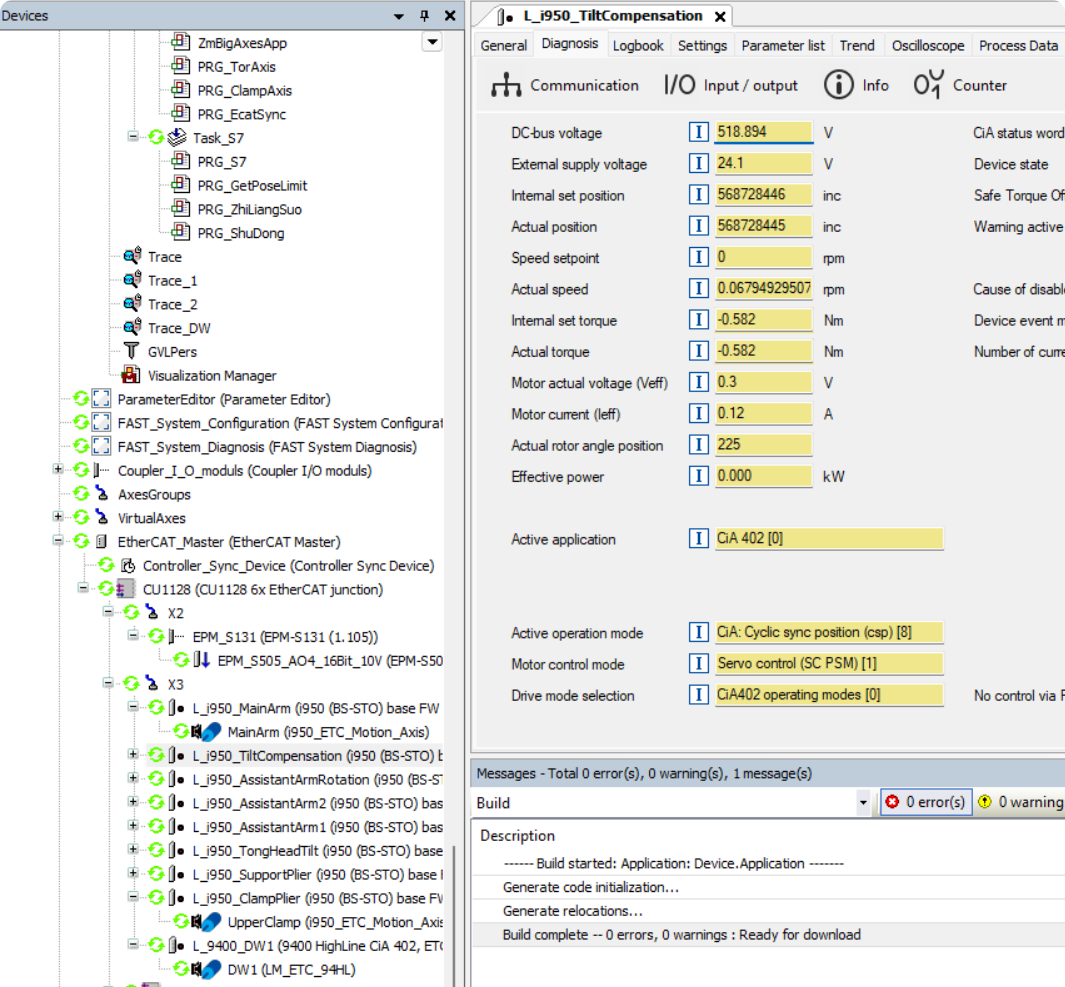 Devices
ZmBigAxesApp
PRG_TorAxis
PRG_ClampAxis
PRG_EcatSync
Task_S7
PRG_S7
PRG_GetPoseLimit
PRG_ZhiLiangSuo
PRG_ShuDong
Trace
Trace_1
Trace_2
Trace_DW
GVLPers
Visualization Manager
ParameterEditor (Parameter Editor)
FAST_System_Configuration (FAST System Configurat
FAST_System_Diagnosis (FAST System Diagnosis)
Coupler_I_O_moduls (Coupler I/O moduls)
AxesGroups
VirtualAxes
EtherCAT_Master (EtherCAT Master)
Controller_Sync_Device (Controller Sync Device)
CU1128 (CU1128 6x EtherCAT junction)
X2
EPM_S131 (EPM-S131 (1.105))
EPM_S505_AO4_16Bit_10V (EPM-S50
X3
L_i950_MainArm (i950 (BS-STO) base FW
MainArm (i950_ETC_Motion_Axis)
L_i950_TiltCompensation (i950 (BS-STO) b
L_i950_AssistantArmRotation (i950 (BS-ST
L_i950_AssistantArm2 (i950 (BS-STO) bas
L_i950_AssistantArm1 (i950 (BS-STO) bas
L_i950_TongHeadTilt (i950 (BS-STO) base
L_i950_SupportPlier (i950 (BS-STO) base F
L_i950_ClampPlier (i950 (BS-STO) base FW
UpperClamp (i950_ETC_Motion_Axis
L_9400_DW1 (9400 HighLine CiA 402, ETC
DW1 (LM_ETC_94HL)
L_i950_TiltCompensation
General Diagnosis Logbook Settings Parameter list Trend Oscilloscope Process Data
Communication I/O Input / output Info Counter
DC-bus voltage I 518.894 V CiA status word
External supply voltage I 24.1 V Device state
Internal set position I 568728446 inc Safe Torque Of
Actual position I 568728445 inc Warning active
Speed setpoint I 0 rpm
Actual speed I 0.06794929507 rpm Cause of disabl
Internal set torque I -0.582 Nm Device event m
Actual torque I -0.582 Nm Number of curre
Motor actual voltage (Veff) I 0.3 V
Motor current (Ieff) I 0.12 A
Actual rotor angle position I 225
Effective power I 0.000 kW
Active application I CiA 402 [0]
Active operation mode I CiA: Cyclic sync position (csp) [8]
Motor control mode I Servo control (SC PSM) [1]
Drive mode selection I CiA402 operating modes [0] No control via F
Messages - Total 0 error(s), 0 warning(s), 1 message(s)
Build 0 error(s) 0 warning
Description
------ Build started: Application: Device.Application -------
Generate code initialization...
Generate relocations...
Build complete -- 0 errors, 0 warnings : Ready for download